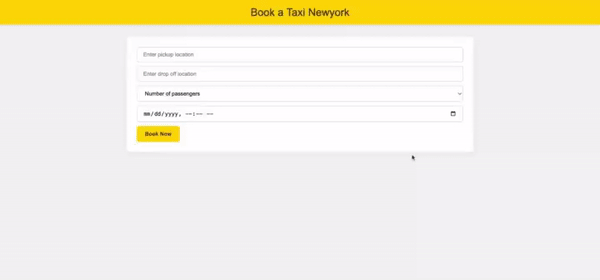 Book a Taxi Newyork
Enter pickup location
Enter drop off location
Number of passengers
mm/dd/yyyy, --:-- --
Book Now